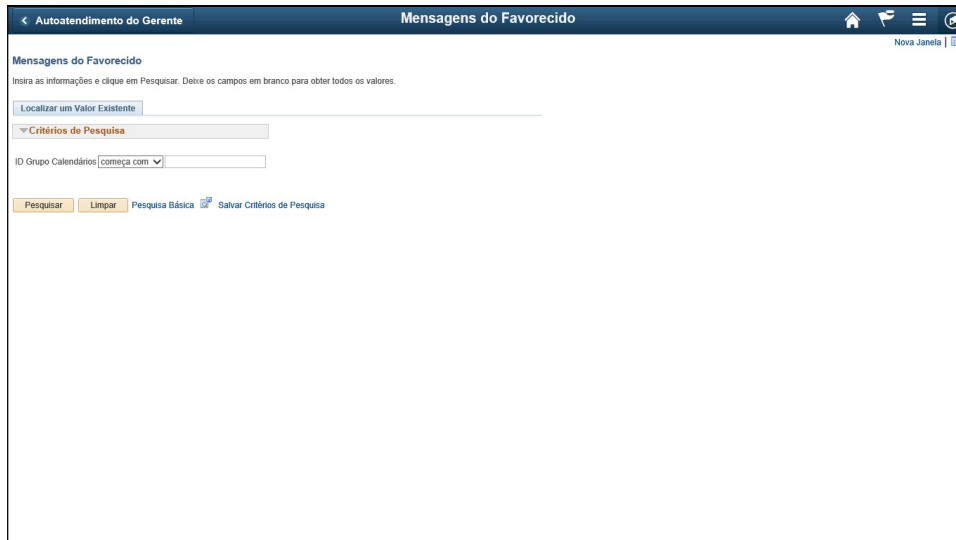 Autoatendimento do Gerente
Mensagens do Favorecido
Nova Janela |
Mensagens do Favorecido
Insira as informações e clique em Pesquisar. Deixe os campos em branco para obter todos os valores.
Localizar um Valor Existente
Critérios de Pesquisa
ID Grupo Calendários começa com
Pesquisar Limpar Pesquisa Básica Salvar Critérios de Pesquisa